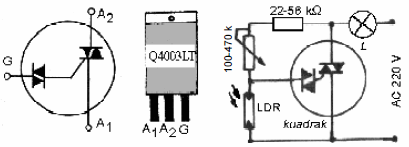 A2
G
A1
Q4003LT
A1 A2 G
22-56 kΩ
100-470 k
L
LDR
kuadrak
AC 220 V